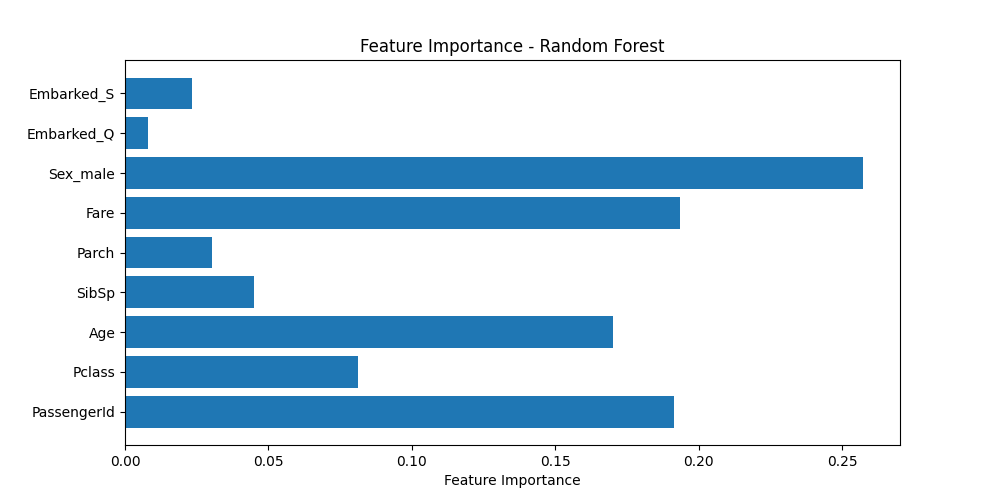 Feature Importance - Random Forest
Embarked_S
Embarked_Q
Sex_male
Fare
Parch
SibSp
Age
Pclass
PassengerId
0.00 0.05 0.10 0.15 0.20 0.25
Feature Importance